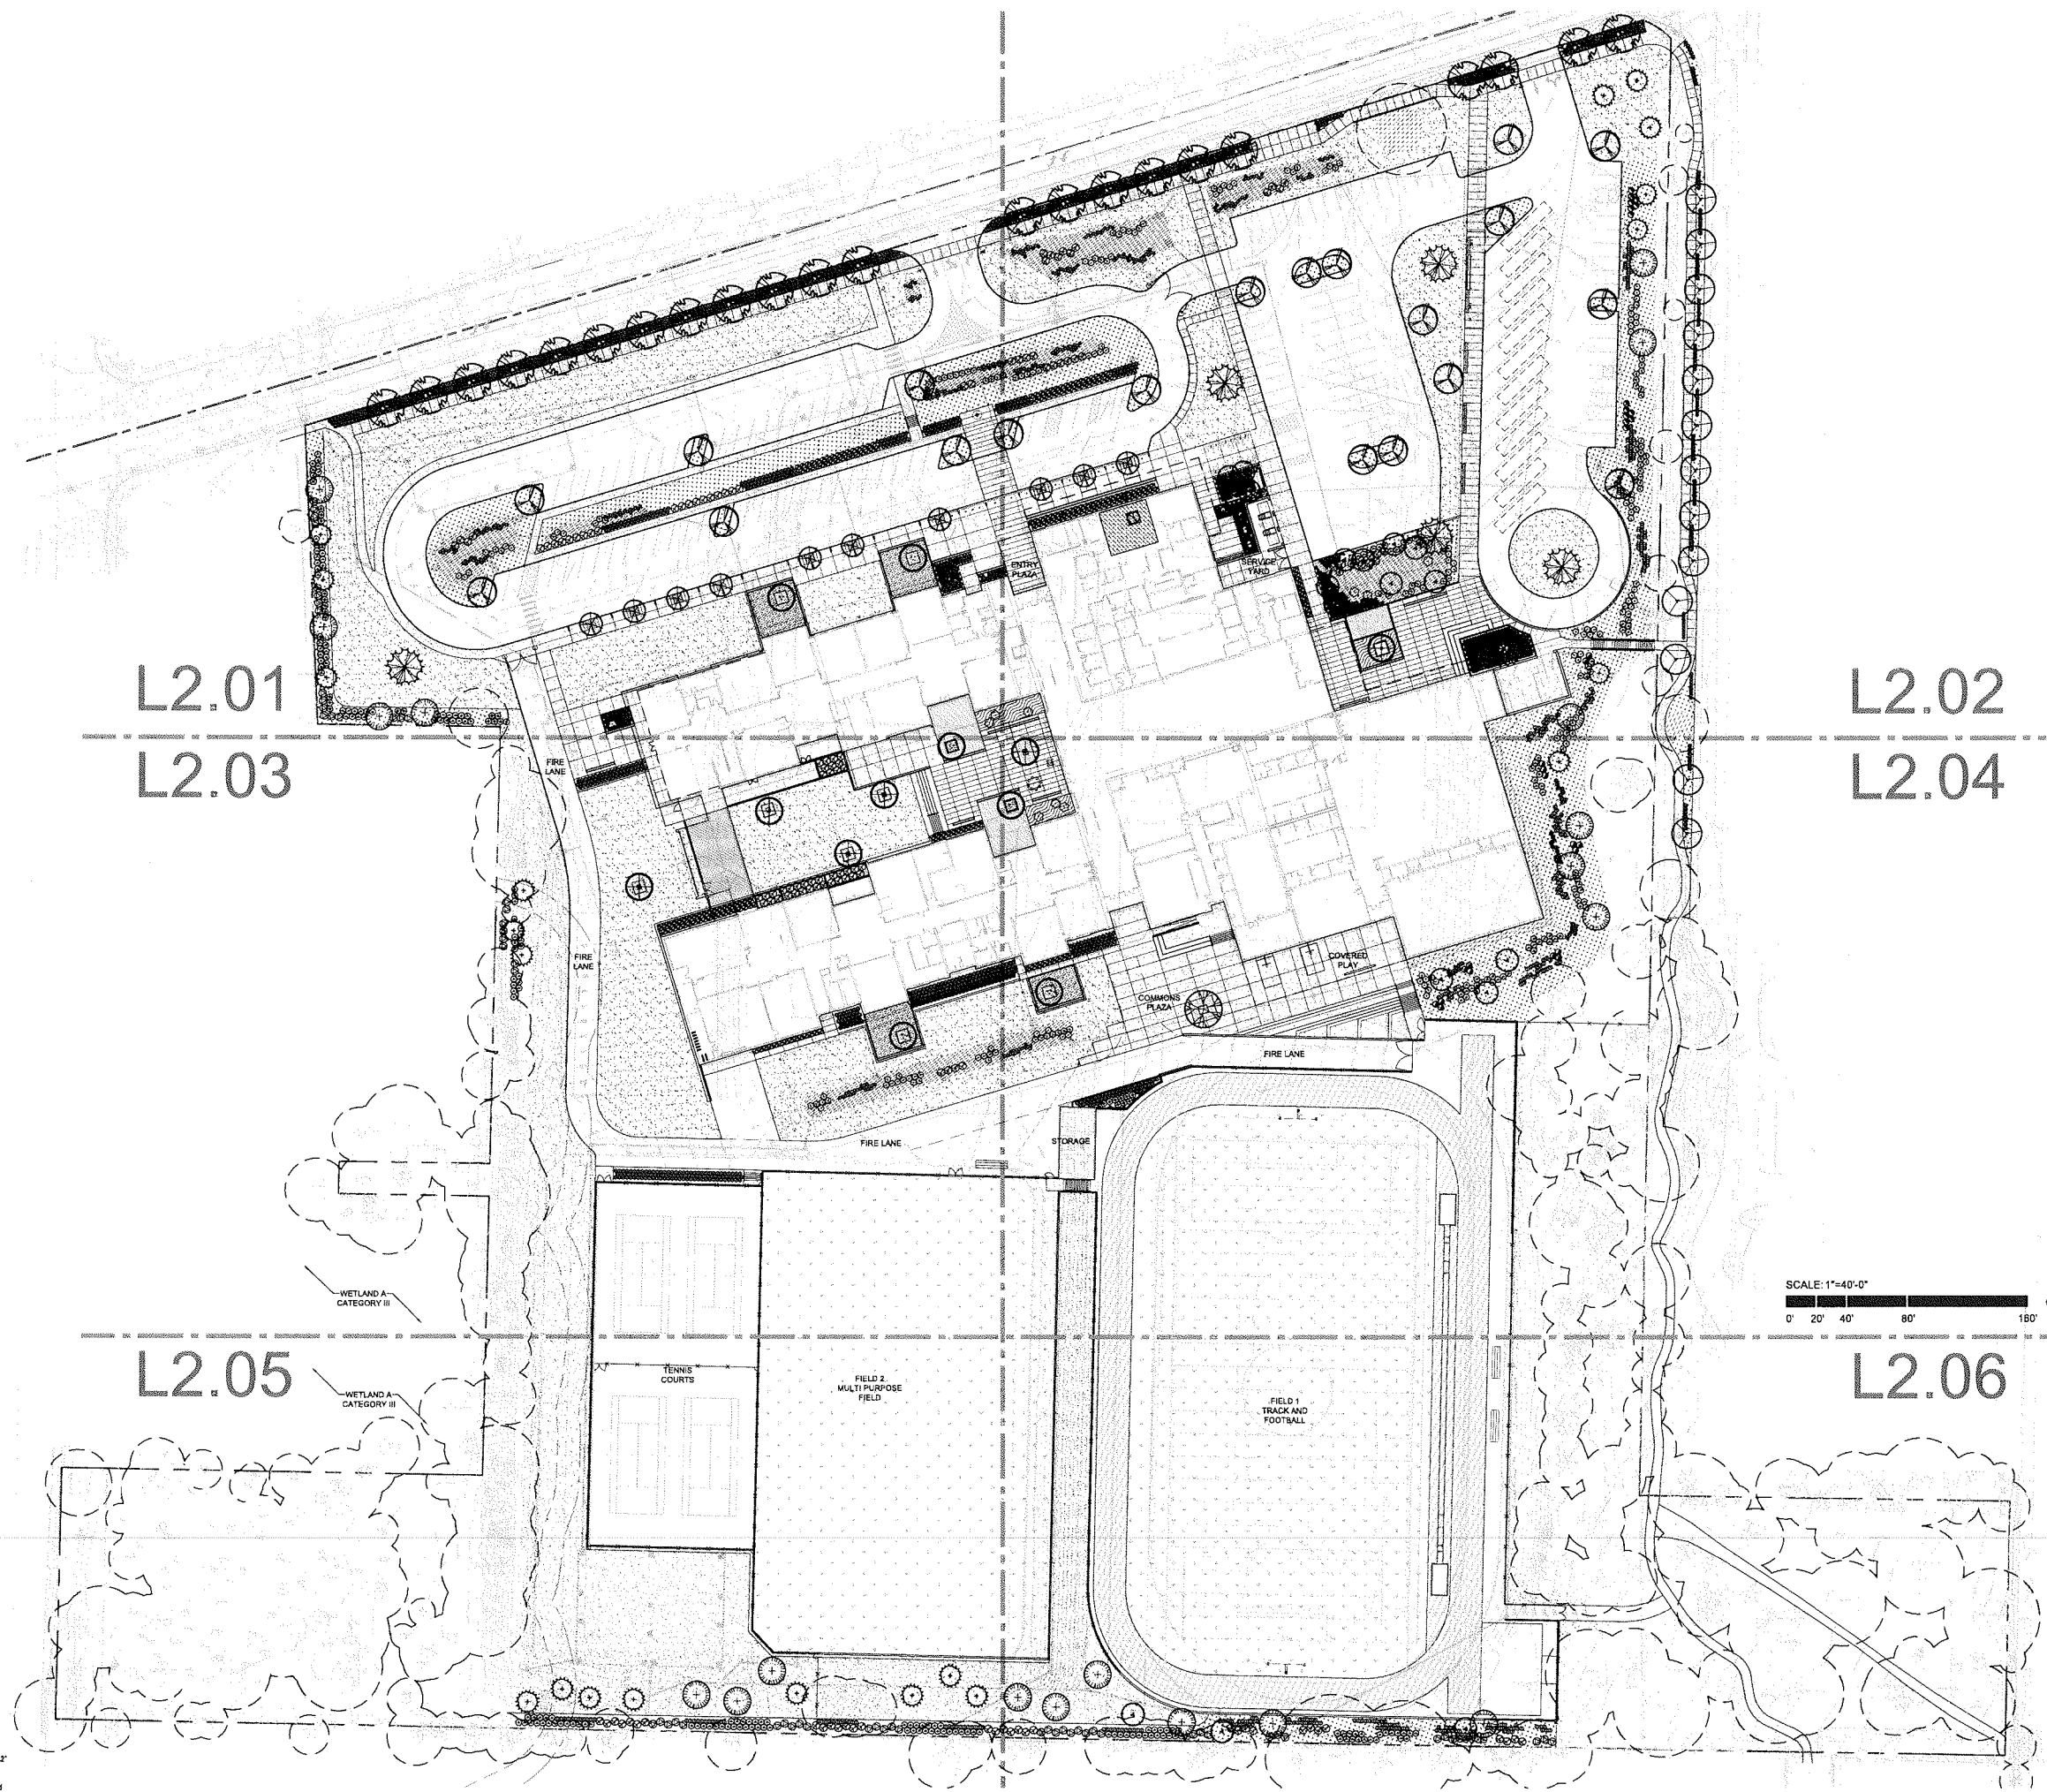 ENTRY
PLAZA
SERVICE
YARD
L2.01
L2.02
L2.03
L2.04
FIRE
LANE
FIRE
LANE
COVERED
PLAY
COMMONS
PLAZA
FIRE LANE
FIRE LANE
STORAGE
WETLAND A
CATEGORY III
SCALE: 1"=40'-0"
0' 20' 40' 80' 160'
L2.05
L2.06
TENNIS
COURTS
FIELD 2
MULTI PURPOSE
FIELD
WETLAND A
CATEGORY III
FIELD 1
TRACK AND
FOOTBALL